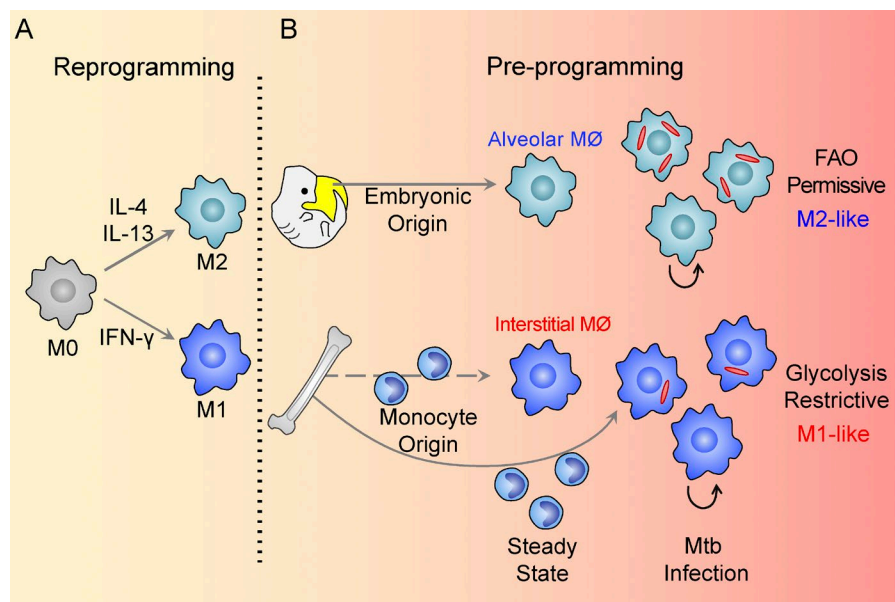 A
Reprogramming
IL-4
IL-13
M2
M0
IFN-γ
M1
B
Pre-programming
Alveolar MØ
Embryonic
Origin
FAO
Permissive
M2-like
Interstitial MØ
Monocyte
Origin
Glycolysis
Restrictive
M1-like
Steady
State
Mtb
Infection